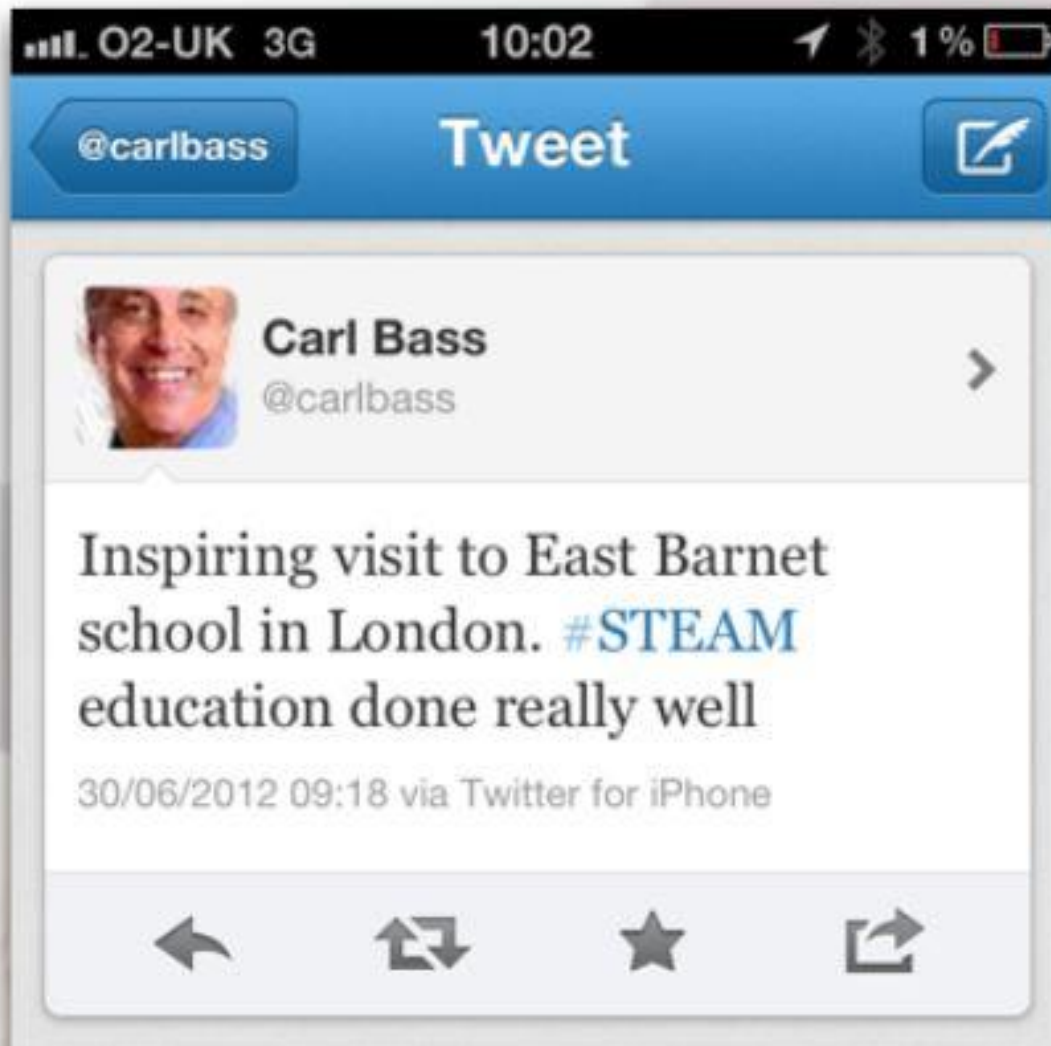 O2-UK 3G 10:02 1%
@carlbass Tweet
Carl Bass
@carlbass
Inspiring visit to East Barnet
school in London. #STEAM
education done really well
30/06/2012 09:18 via Twitter for iPhone